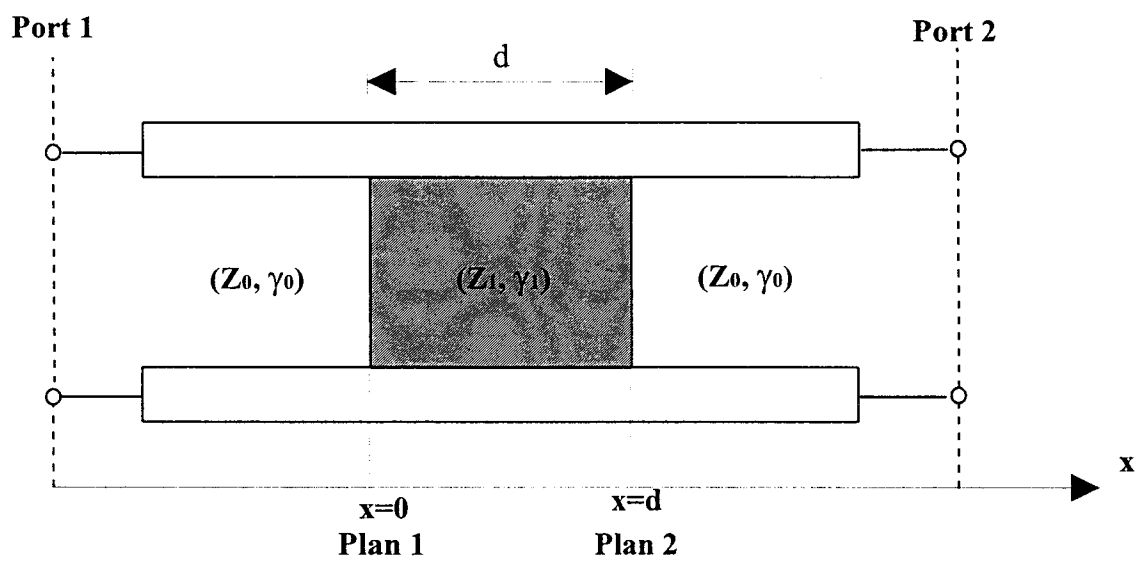 Port 1
Port 2
d
(Z₀, γ₀)
(Z₁, γ₁)
(Z₀, γ₀)
x
x=0
x=d
Plan 1
Plan 2